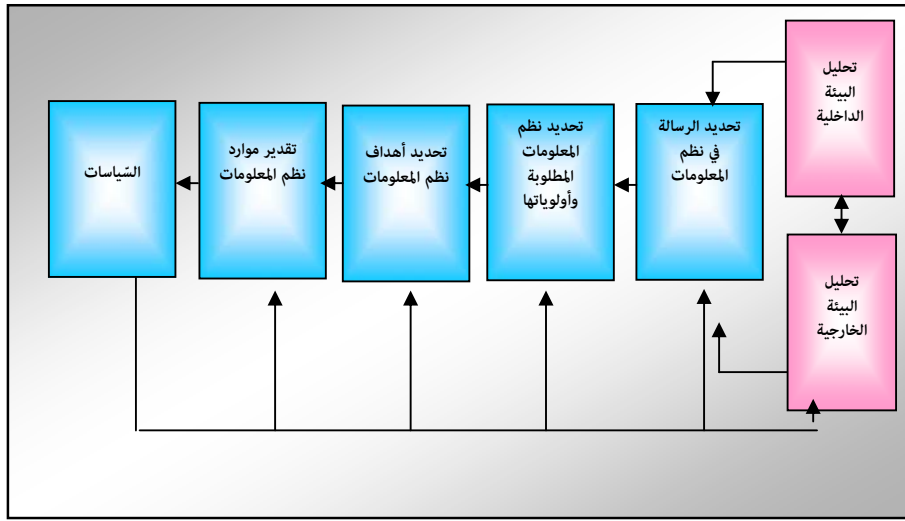 تحليل
البيئة
الداخلية
تحليل
البيئة
الخارجية
تحديد الرسالة
في نظم
المعلومات
تحديد نظم
المعلومات
المطلوبة
وأولوياتها
تحديد أهداف
نظم المعلومات
تقدير موارد
نظم المعلومات
السّياسات